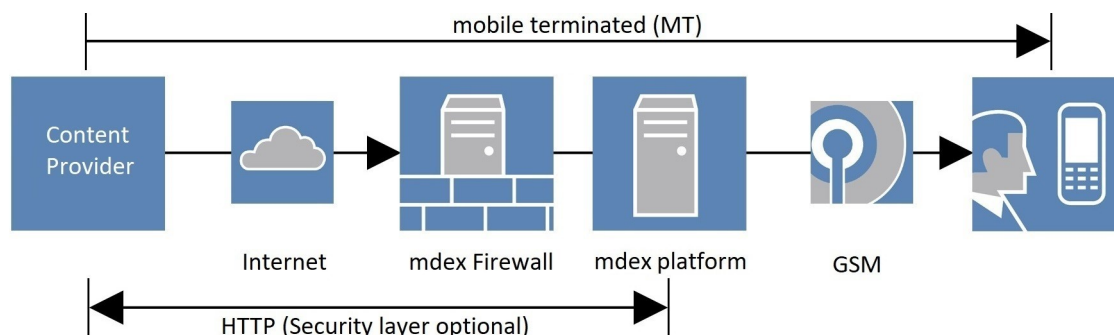 mobile terminated (MT)
Content
Provider
Internet
mdex Firewall
mdex platform
GSM
HTTP (Security layer optional)